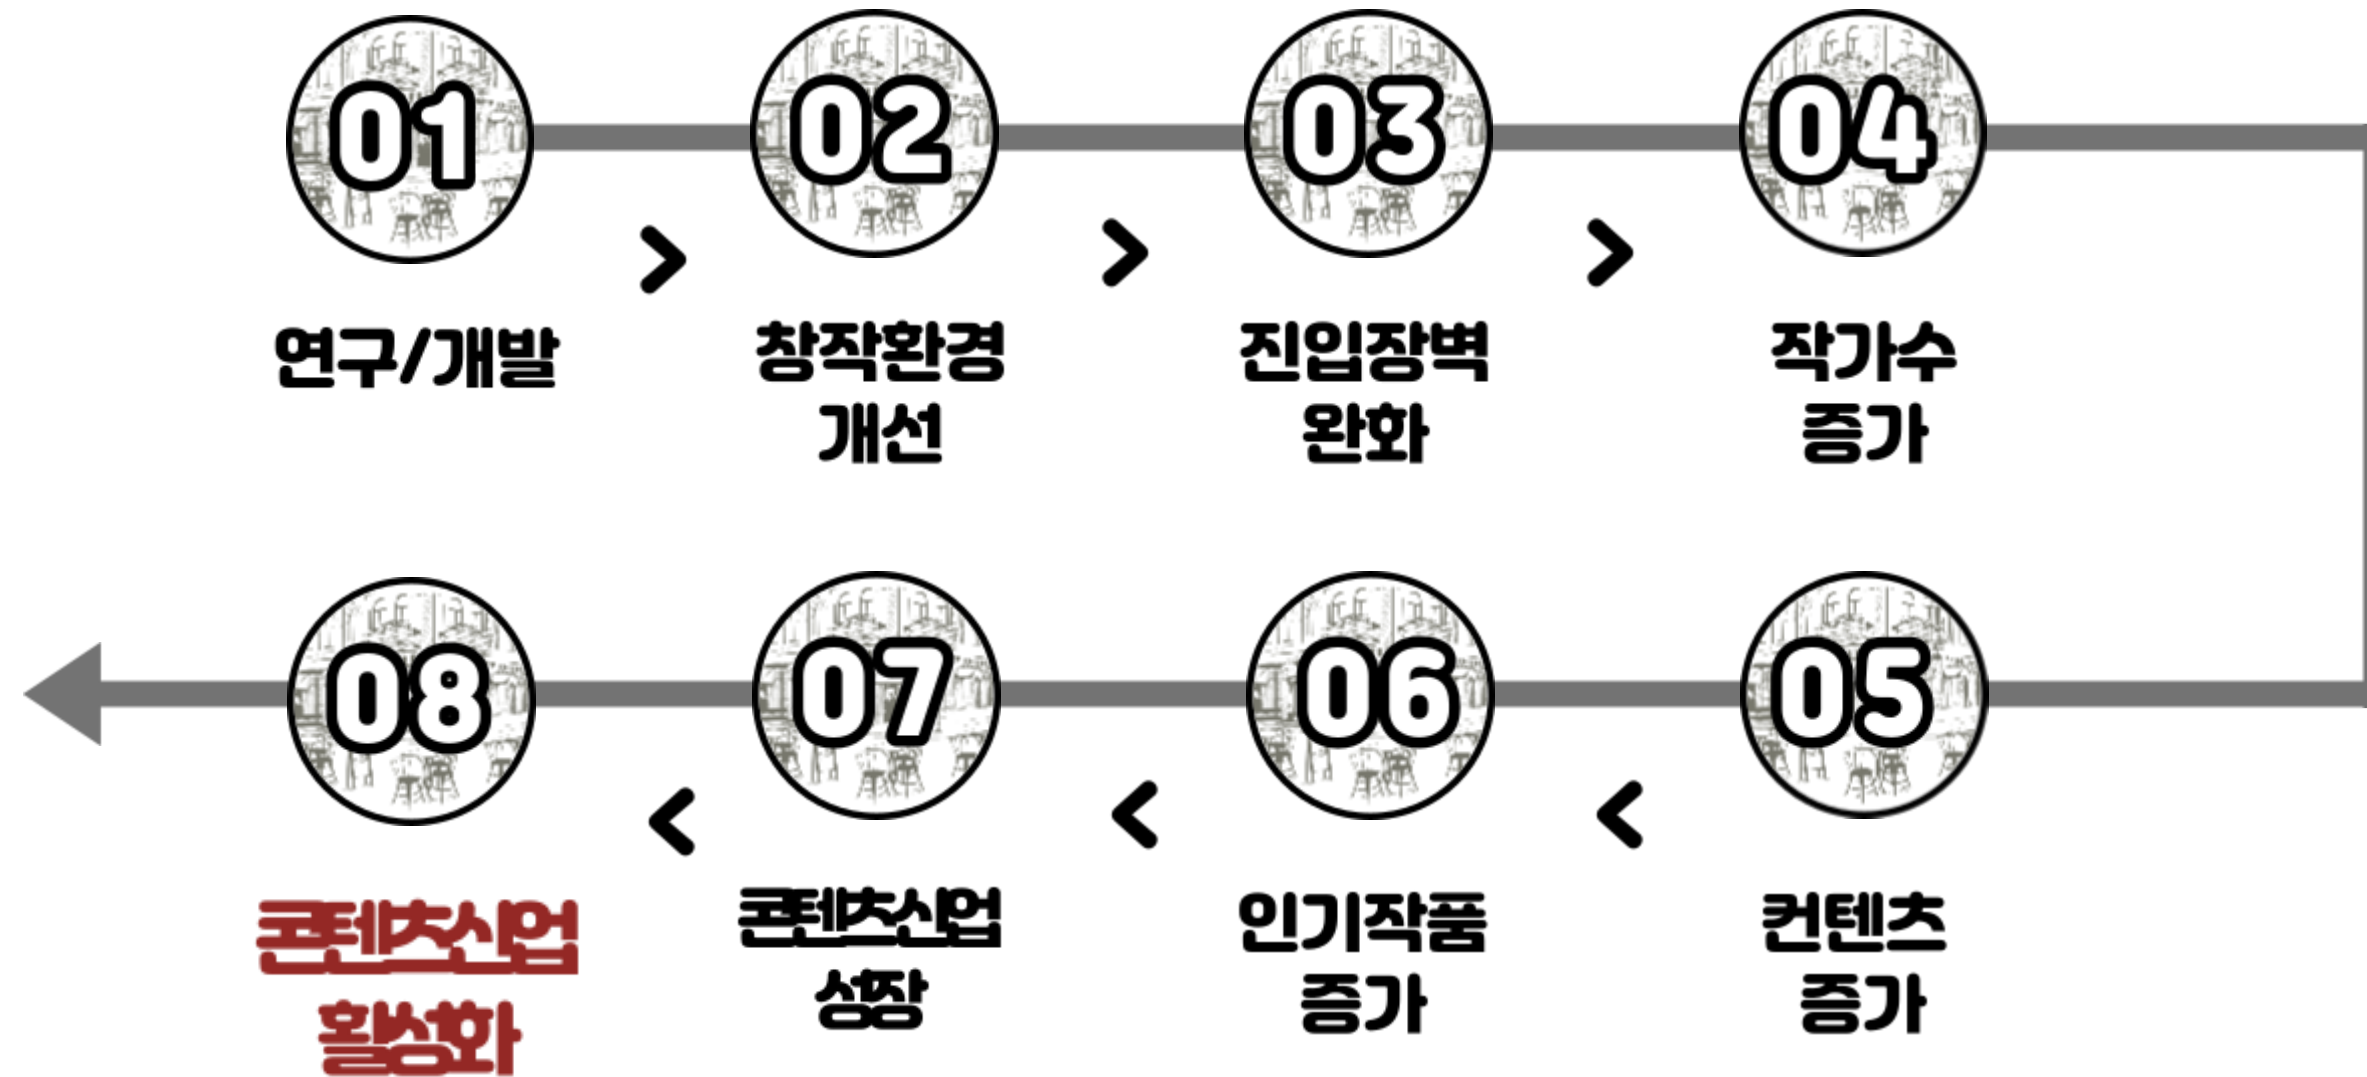 01
02
03
04
>
>
>
연구/개발
창작환경
개선
진입장벽
완화
작가수
증가
08
07
06
05
<
<
<
콘텐츠산업
활성화
콘텐츠산업
성장
인기작품
증가
컨텐츠
증가